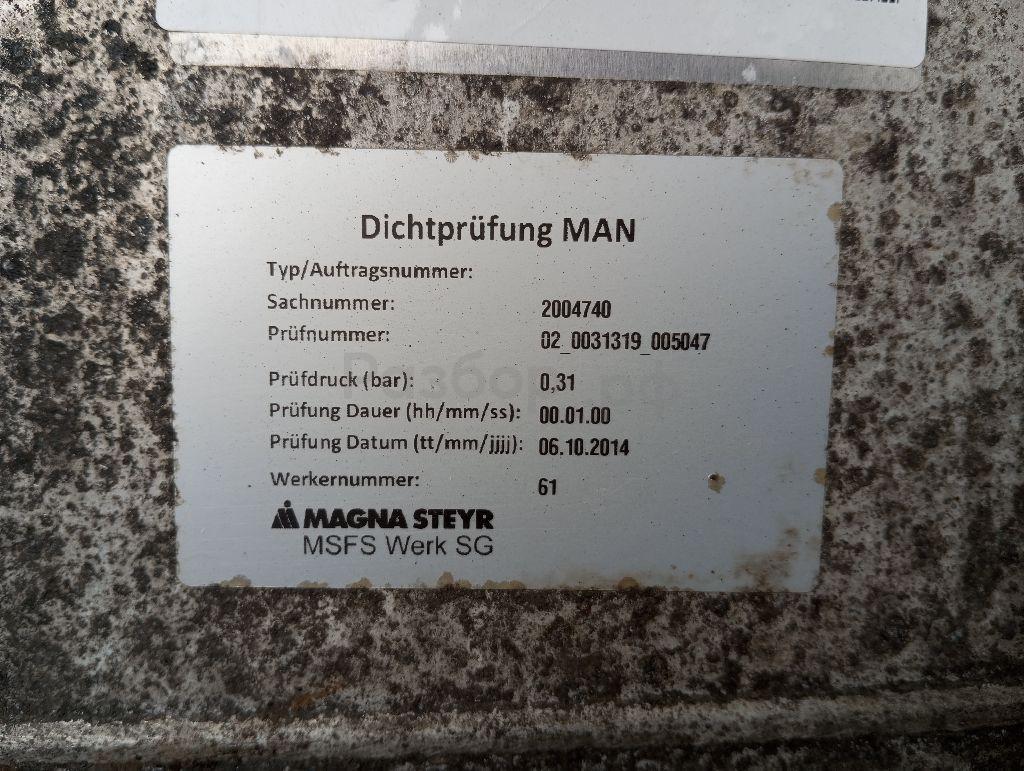 Dichtprüfung MAN
Typ/Auftragsnummer:
Sachnummer: 2004740
Prüfnummer: 02_0031319_005047
Prüfdruck (bar): 0,31
Prüfung Dauer (hh/mm/ss): 00.01.00
Prüfung Datum (tt/mm/jjjj): 06.10.2014
Werkernummer: 61
MAGNA STEYR
MSFS Werk SG